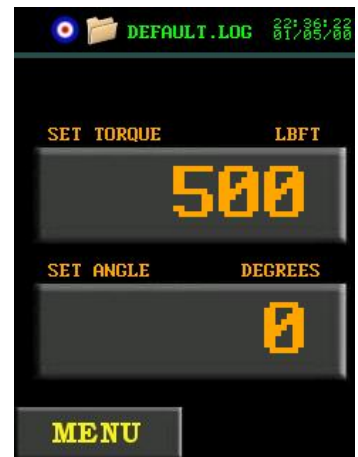 DEFAULT.LOG 22:36:22
01/05/00
SET TORQUE LBFT
500
SET ANGLE DEGREES
0
MENU